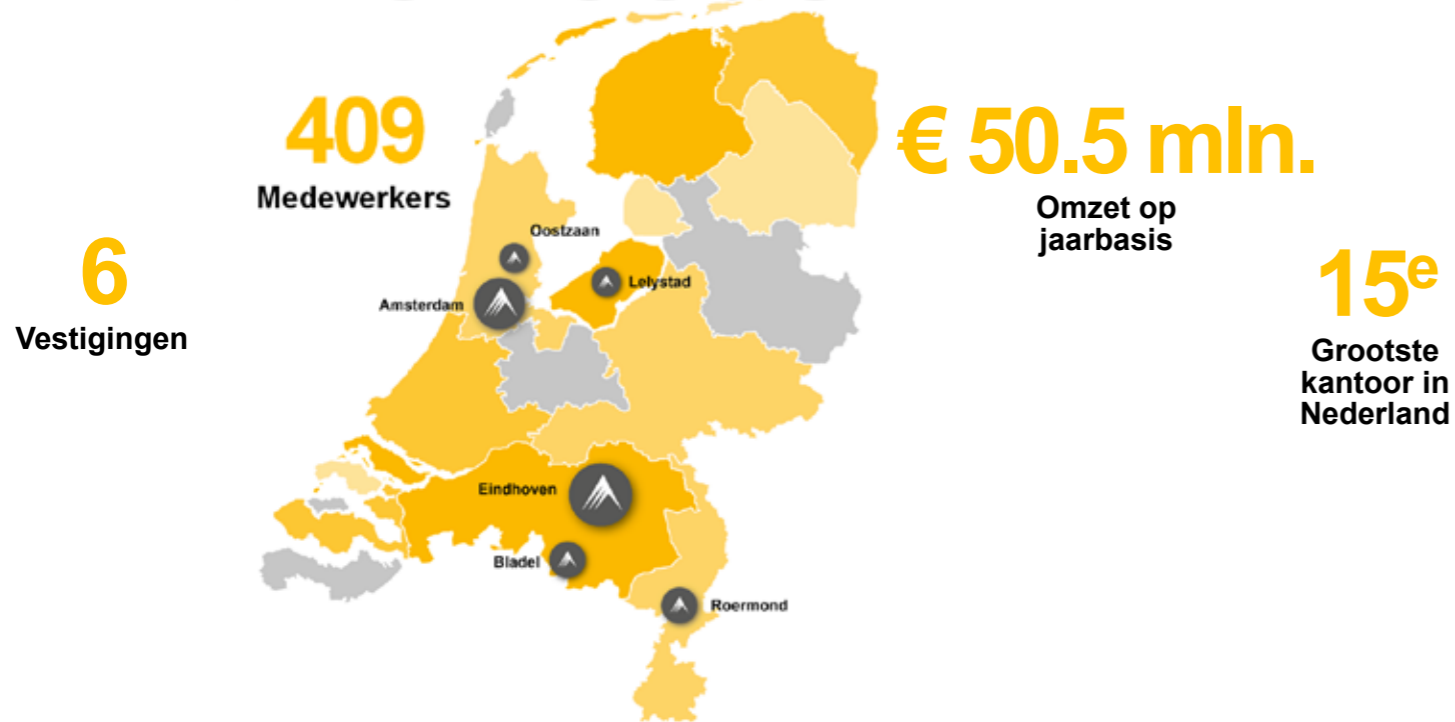 409
Medewerkers
€ 50.5 mln.
Omzet op
jaarbasis
6
Vestigingen
15e
Grootste
kantoor in
Nederland
Oostzaan
Lelystad
Amsterdam
Eindhoven
Bladel
Roermond